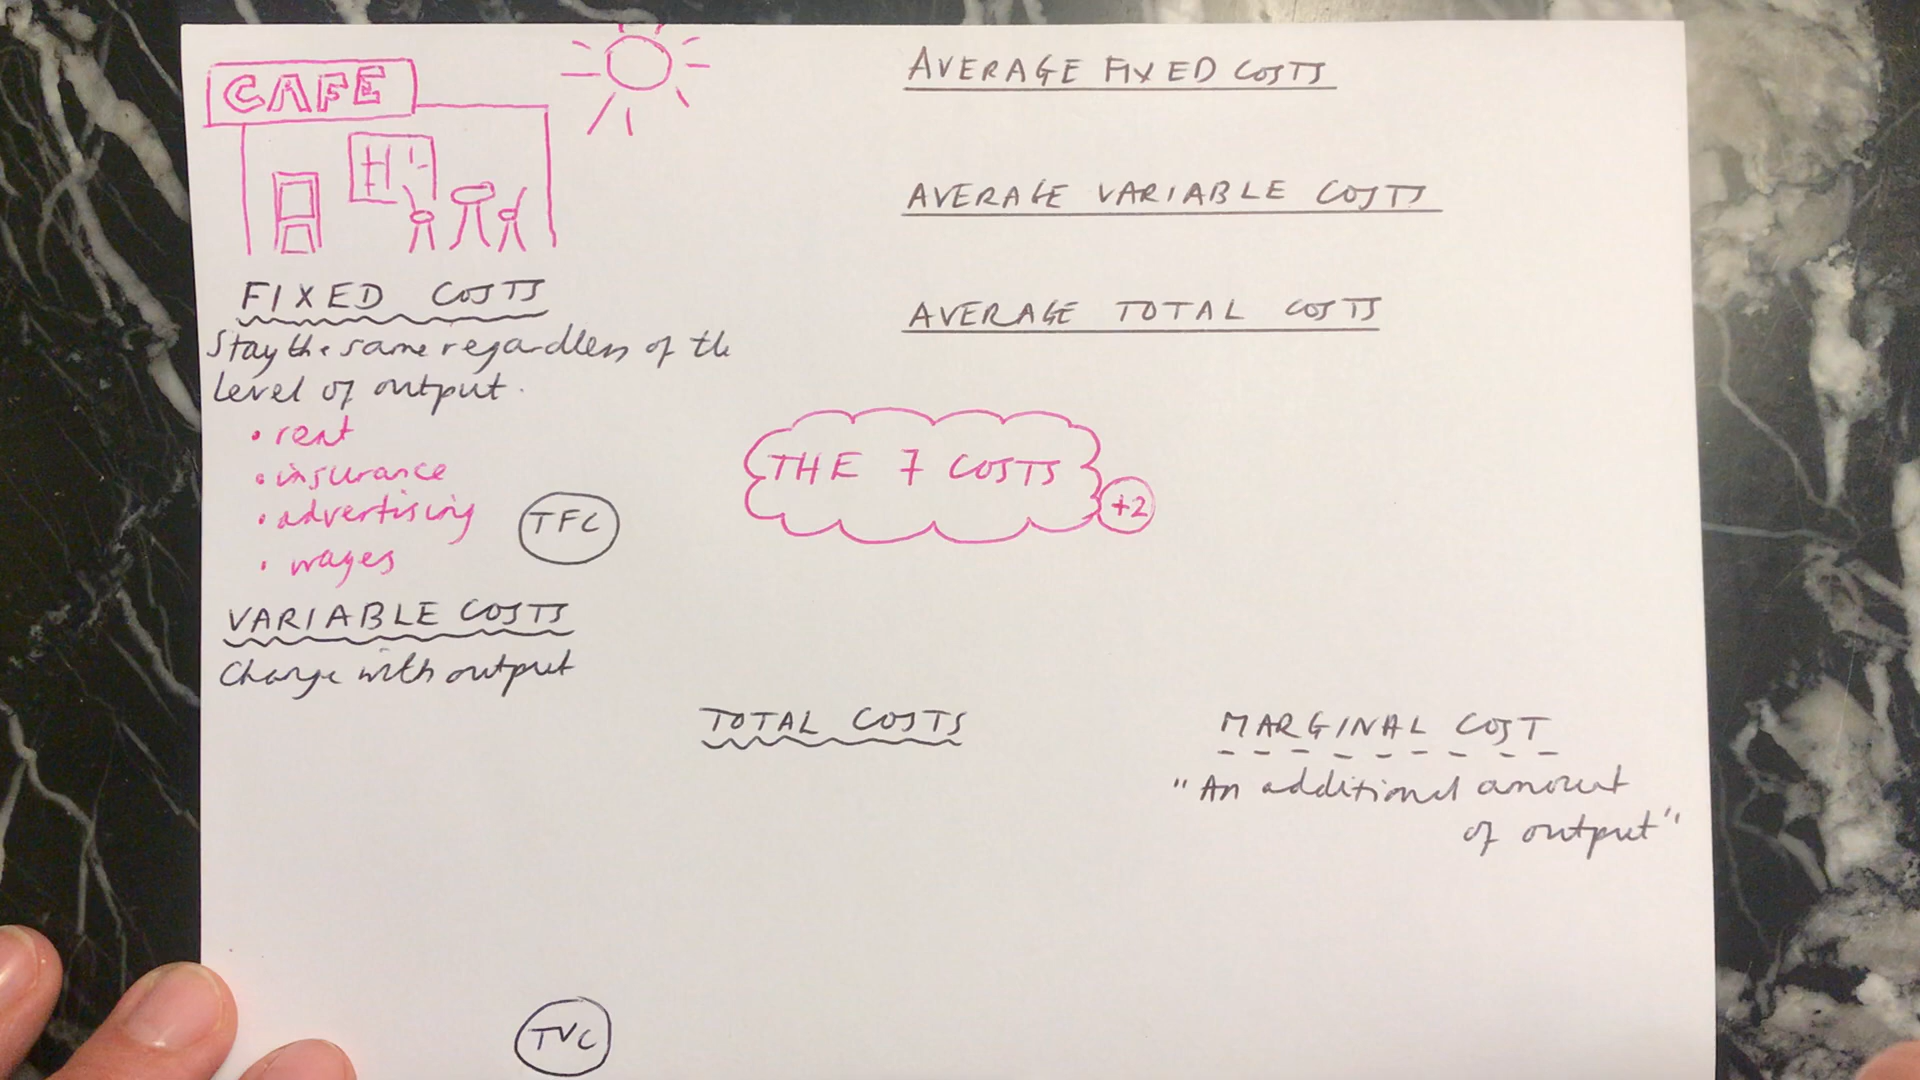 CAFE
FIXED COSTS
Stay the same regardless of the
level of output.
• rent
• insurance
• advertising
• wages
TFC
VARIABLE COSTS
Change with output
TVC
AVERAGE FIXED COSTS
AVERAGE VARIABLE COSTS
AVERAGE TOTAL COSTS
THE 7 COSTS
+2
TOTAL COSTS
MARGINAL COST
"An additional amount
of output"